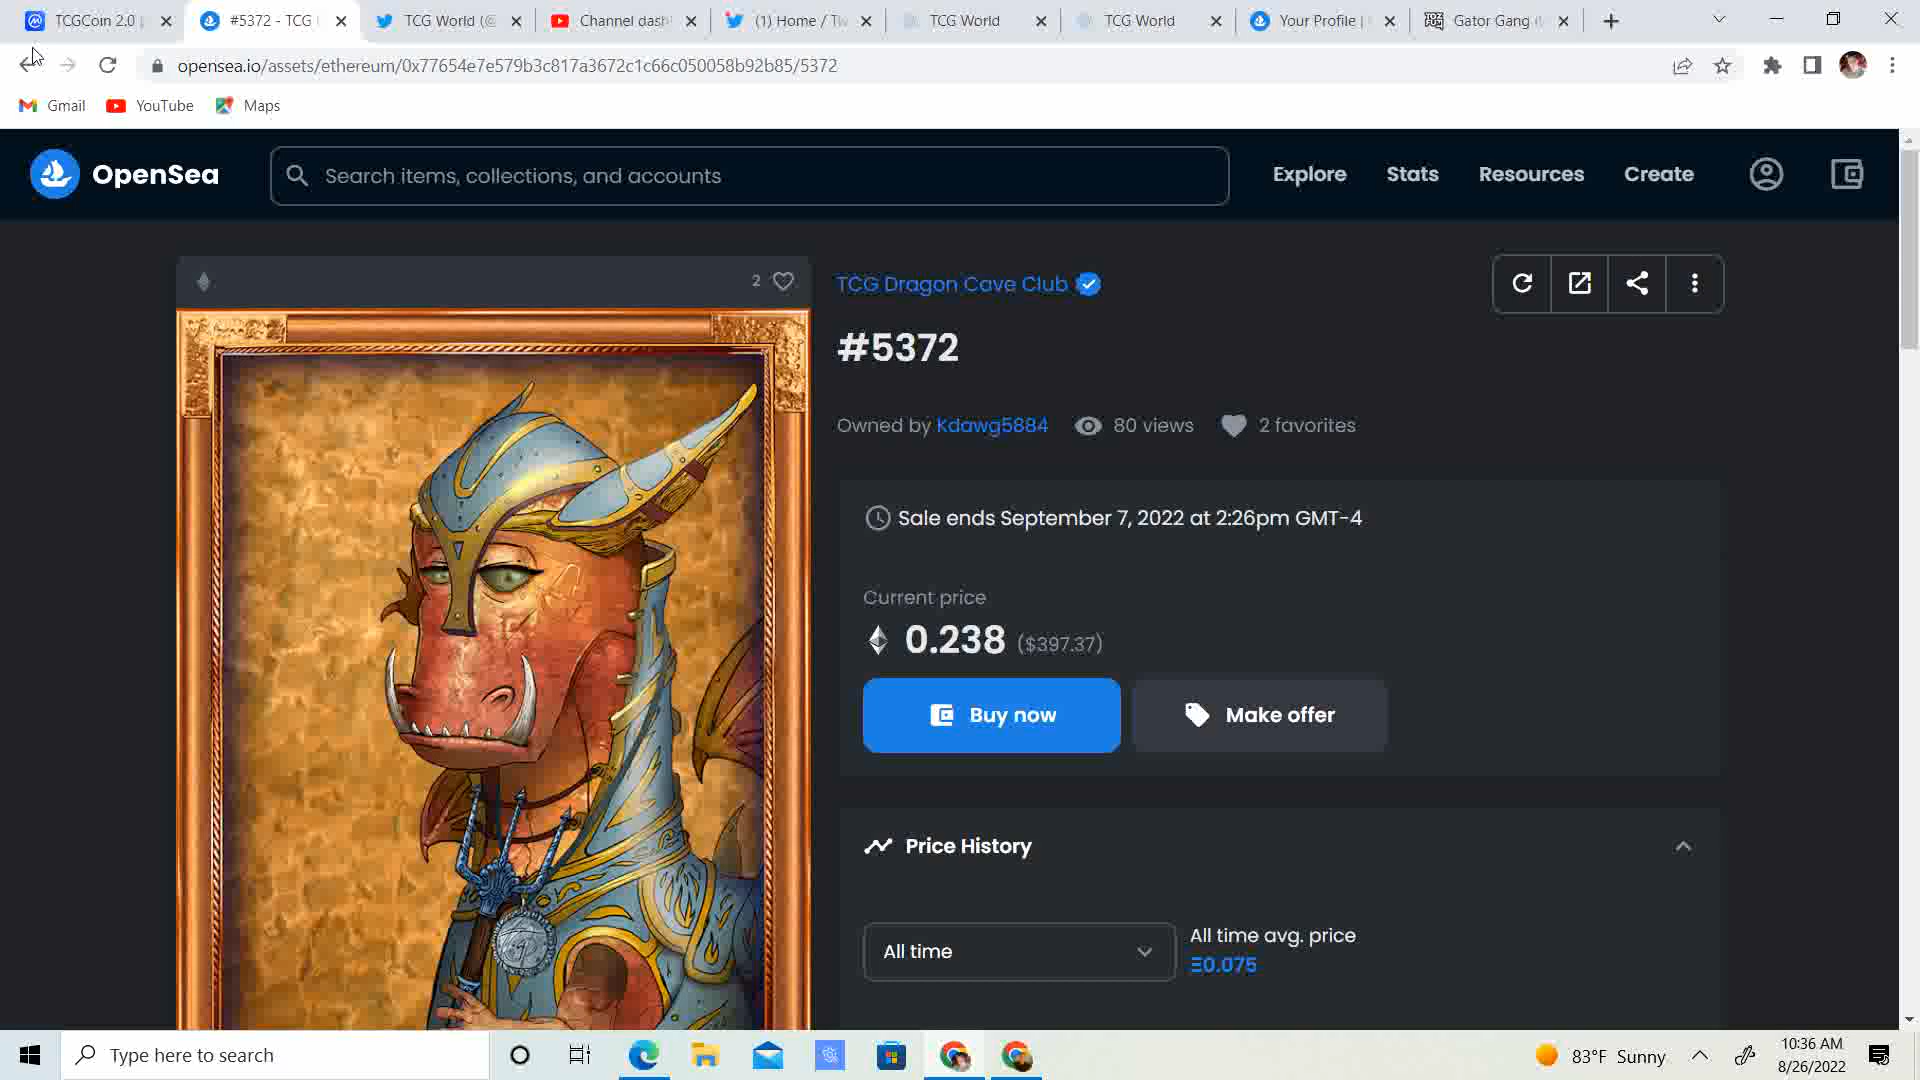 TCGCoin 2.0
#5372 - TCG
TCG World (@
Channel dash
(1) Home / Tw
TCG World
TCG World
Your Profile |
Gator Gang (
opensea.io/assets/ethereum/0x77654e7e579b3c817a3672c1c66c050058b92b85/5372
Gmail
YouTube
Maps
OpenSea
Search items, collections, and accounts
Explore
Stats
Resources
Create
2
TCG Dragon Cave Club
#5372
Owned by Kdawg5884
80 views
2 favorites
Sale ends September 7, 2022 at 2:26pm GMT-4
Current price
0.238 ($397.37)
Buy now
Make offer
Price History
All time
All time avg. price
Ξ0.075
Type here to search
83°F Sunny
10:36 AM
8/26/2022